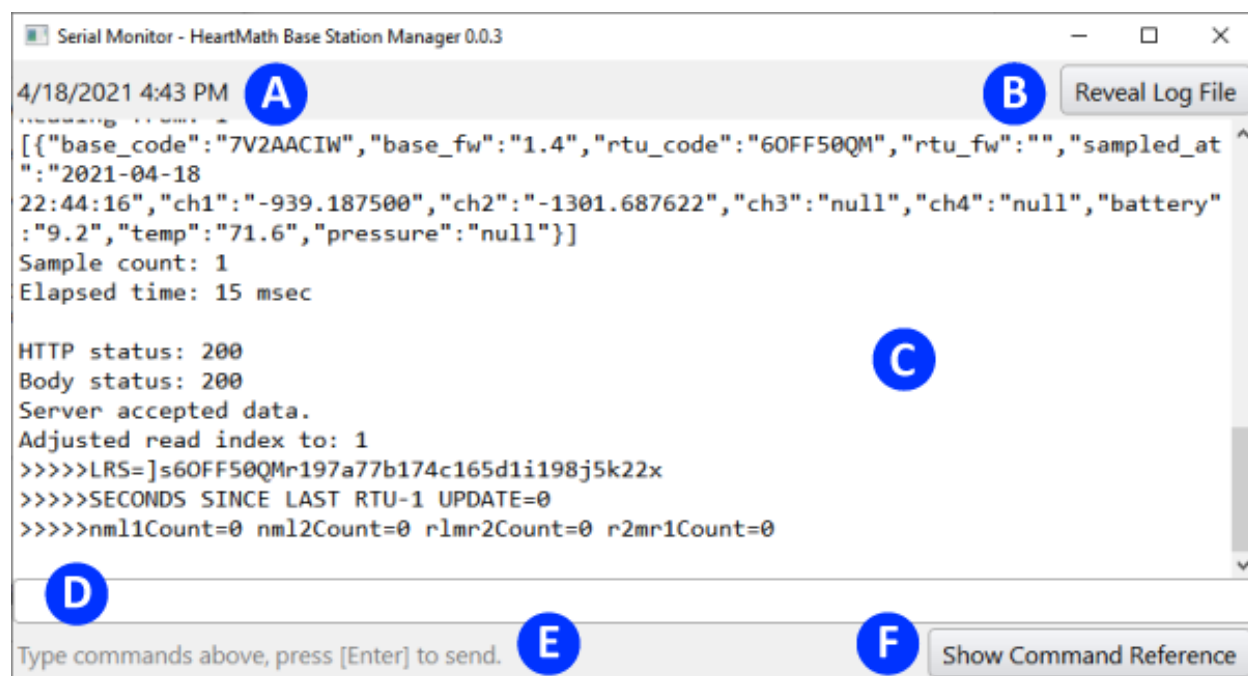 Serial Monitor - HeartMath Base Station Manager 0.0.3
4/18/2021 4:43 PM A B Reveal Log File
Reading from: 1
[{"base_code":"7V2AACIW","base_fw":"1.4","rtu_code":"6OFF50QM","rtu_fw":"","sampled_at
":"2021-04-18
22:44:16","ch1":"-939.187500","ch2":"-1301.687622","ch3":"null","ch4":"null","battery"
:"9.2","temp":"71.6","pressure":"null"}]
Sample count: 1
Elapsed time: 15 msec
HTTP status: 200
C
Body status: 200
Server accepted data.
Adjusted read index to: 1
>>>>>LRS=]s6OFF50QMr197a77b174c165d1i198j5k22x
>>>>>SECONDS SINCE LAST RTU-1 UPDATE=0
>>>>>nml1Count=0 nml2Count=0 rlmr2Count=0 r2mr1Count=0
D
Type commands above, press [Enter] to send. E F Show Command Reference